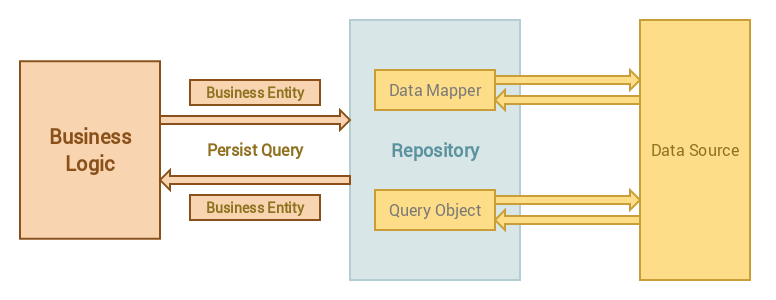 Business
Logic
Business Entity
Persist Query
Business Entity
Data Mapper
Repository
Query Object
Data Source